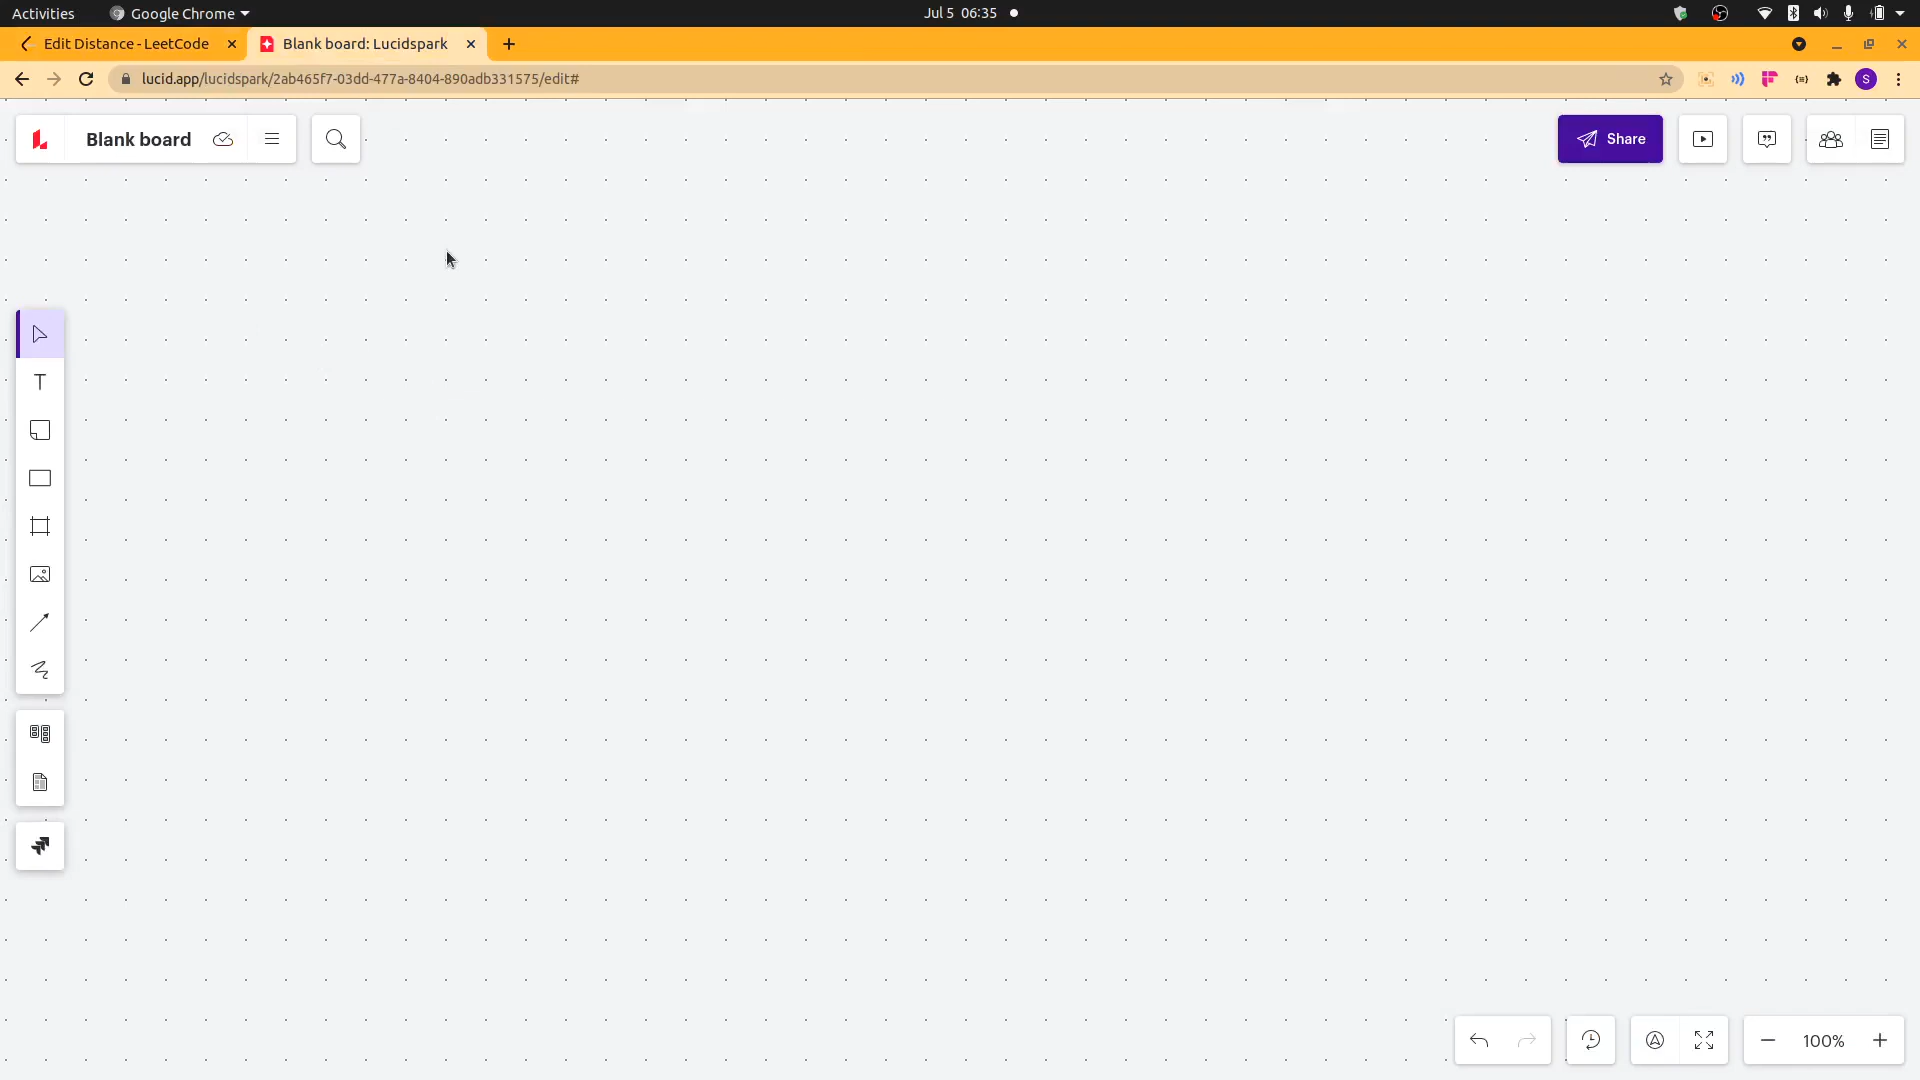 Activities Google Chrome Jul 5 06:35
Edit Distance - LeetCode Blank board: Lucidspark
lucid.app/lucidspark/2ab465f7-03dd-477a-8404-890adb331575/edit# S
Blank board Share
T
100%